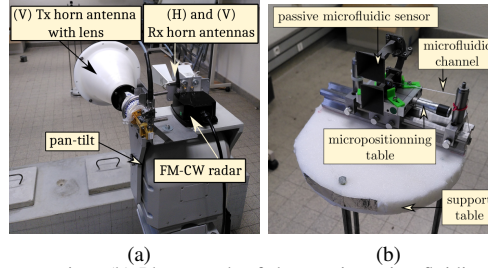 (V) Tx horn antenna
with lens
(H) and (V)
Rx horn antennas
pan-tilt
FM-CW radar
passive microfluidic sensor
microfluidic
channel
micropositionning
table
support
table
(a)
(b)